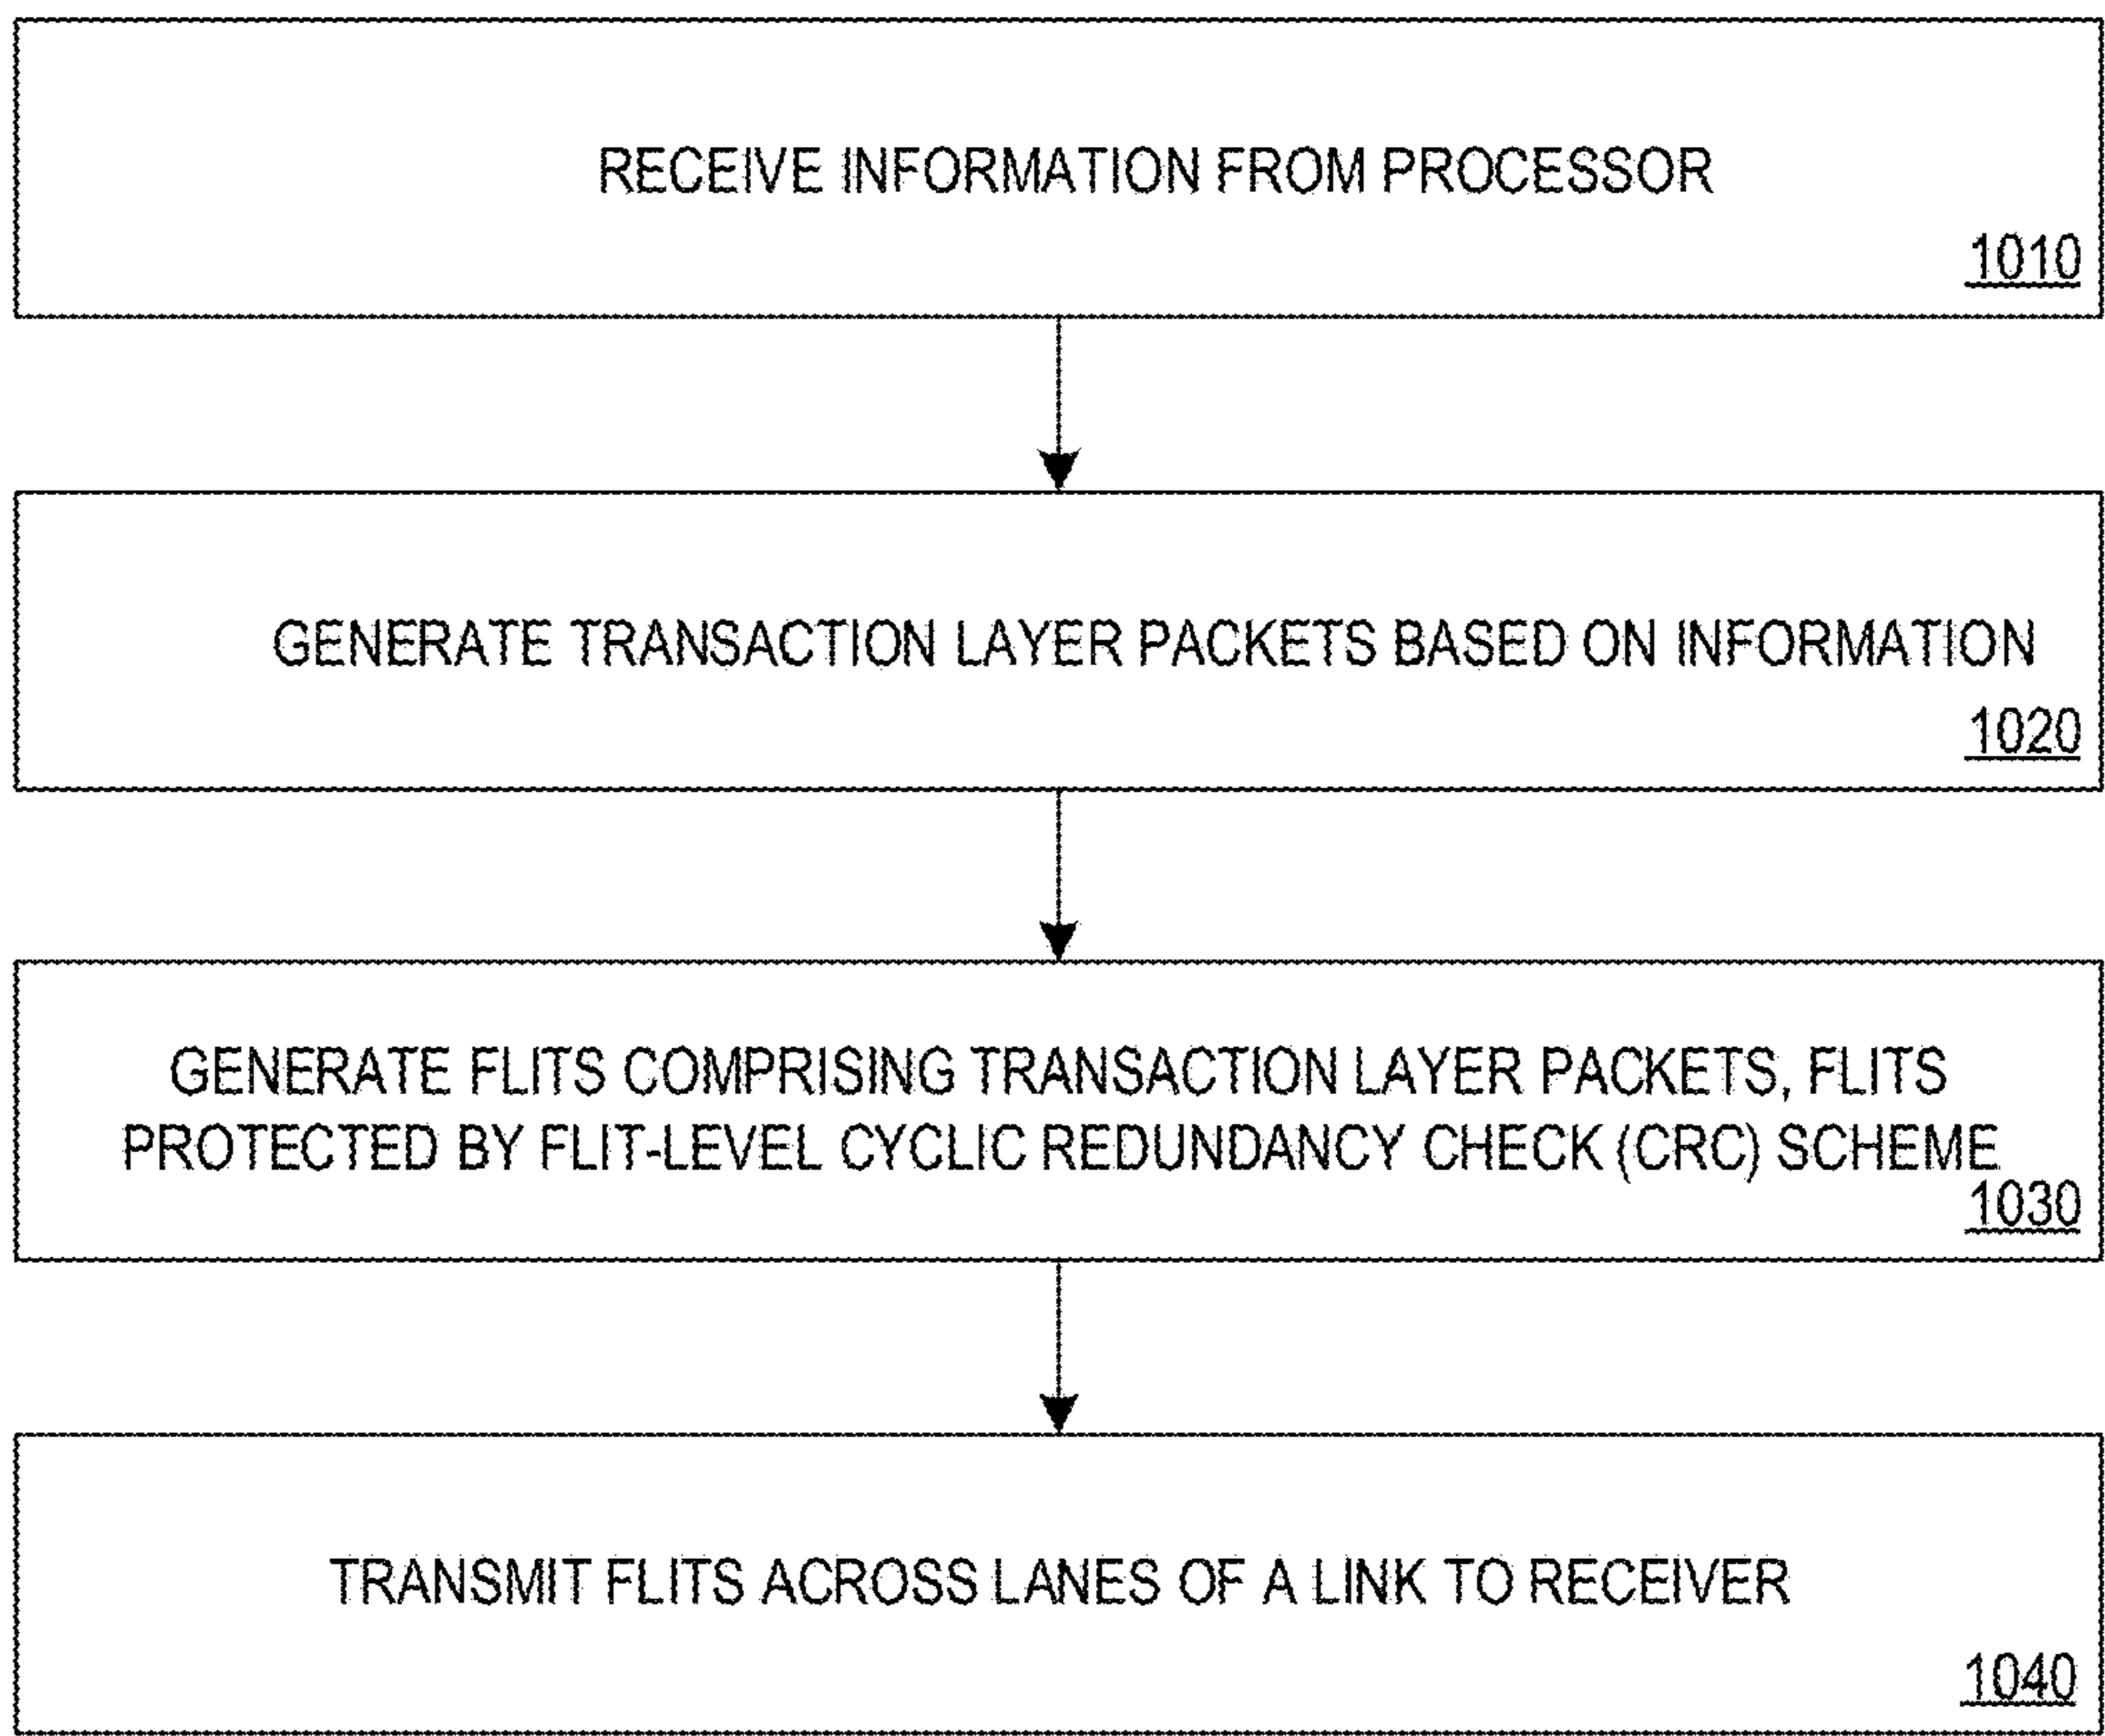 RECEIVE INFORMATION FROM PROCESSOR
1010
GENERATE TRANSACTION LAYER PACKETS BASED ON INFORMATION
1020
GENERATE FLITS COMPRISING TRANSACTION LAYER PACKETS, FLITS
PROTECTED BY FLIT-LEVEL CYCLIC REDUNDANCY CHECK (CRC) SCHEME
1030
TRANSMIT FLITS ACROSS LANES OF A LINK TO RECEIVER
1040